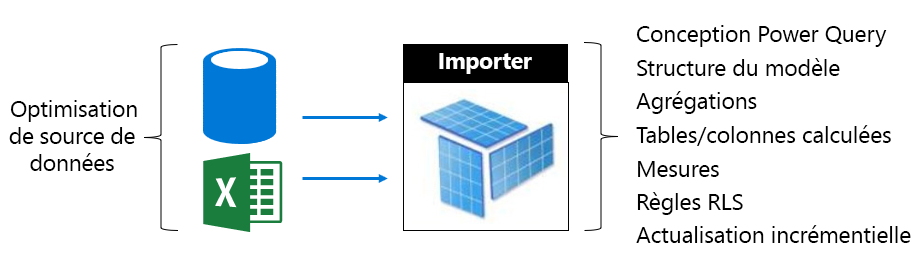 Optimisation
de source de
données
X
Importer
Conception Power Query
Structure du modèle
Agrégations
Tables/colonnes calculées
Mesures
Règles RLS
Actualisation incrémentielle